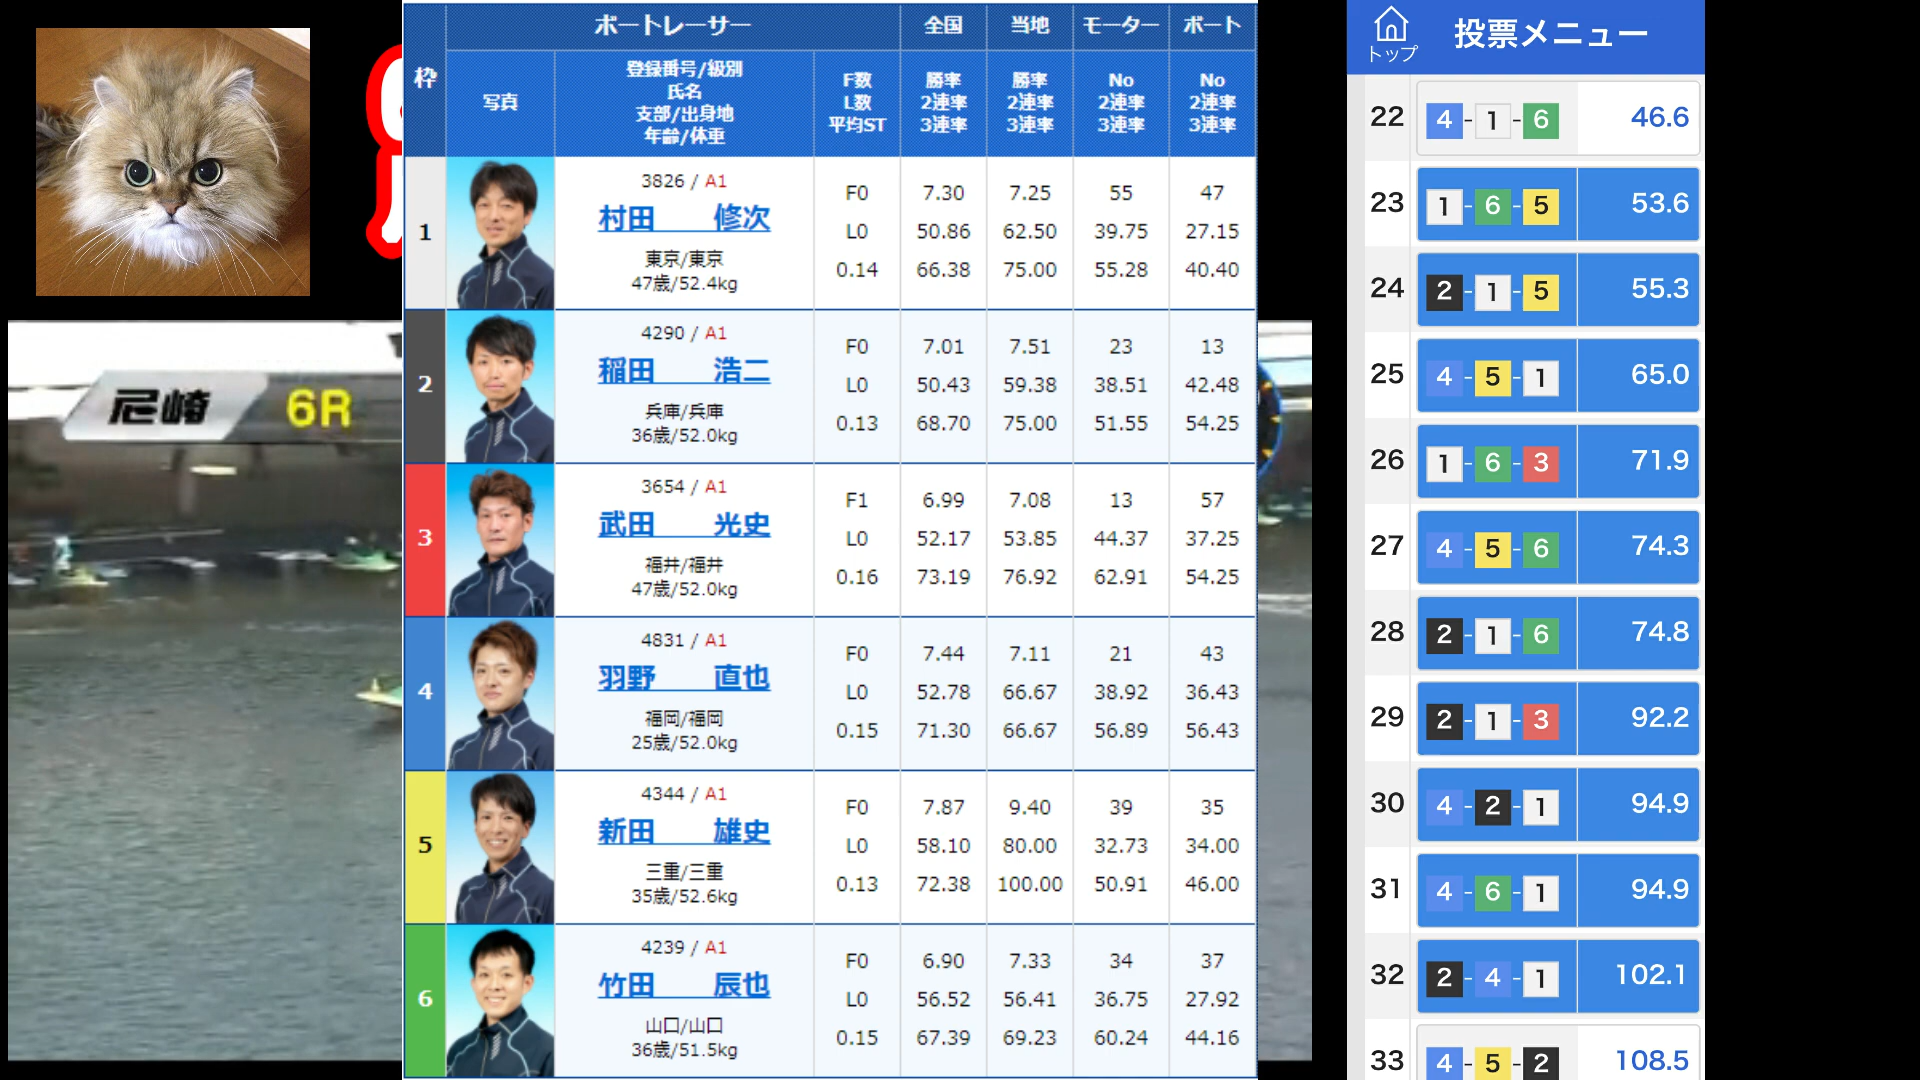 尼崎 6R
枠 ボートレーサー 全国 当地 モーター ボート
写真 登録番号/級別 氏名 支部/出身地 年齢/体重 F数 L数 平均ST 勝率 2連率 3連率 勝率 2連率 3連率 No 2連率 3連率 No 2連率 3連率
1
3826 / A1
村田 修次
東京/東京
47歳/52.4kg
F0 7.30 7.25 55 47
L0 50.86 62.50 39.75 27.15
0.14 66.38 75.00 55.28 40.40
2
4290 / A1
稲田 浩二
兵庫/兵庫
36歳/52.0kg
F0 7.01 7.51 23 13
L0 50.43 59.38 38.51 42.48
0.13 68.70 75.00 51.55 54.25
3
3654 / A1
武田 光史
福井/福井
47歳/52.0kg
F1 6.99 7.08 13 57
L0 52.17 53.85 44.37 37.25
0.16 73.19 76.92 62.91 54.25
4
4831 / A1
羽野 直也
福岡/福岡
25歳/52.0kg
F0 7.44 7.11 21 43
L0 52.78 66.67 38.92 36.43
0.15 71.30 66.67 56.89 56.43
5
4344 / A1
新田 雄史
三重/三重
35歳/52.6kg
F0 7.87 9.40 39 35
L0 58.10 80.00 32.73 34.00
0.13 72.38 100.00 50.91 46.00
6
4239 / A1
竹田 辰也
山口/山口
36歳/51.5kg
F0 6.90 7.33 34 37
L0 56.52 56.41 36.75 27.92
0.15 67.39 69.23 60.24 44.16
トップ 投票メニュー
22 4-1-6 46.6
23 1-6-5 53.6
24 2-1-5 55.3
25 4-5-1 65.0
26 1-6-3 71.9
27 4-5-6 74.3
28 2-1-6 74.8
29 2-1-3 92.2
30 4-2-1 94.9
31 4-6-1 94.9
32 2-4-1 102.1
33 4-5-2 108.5